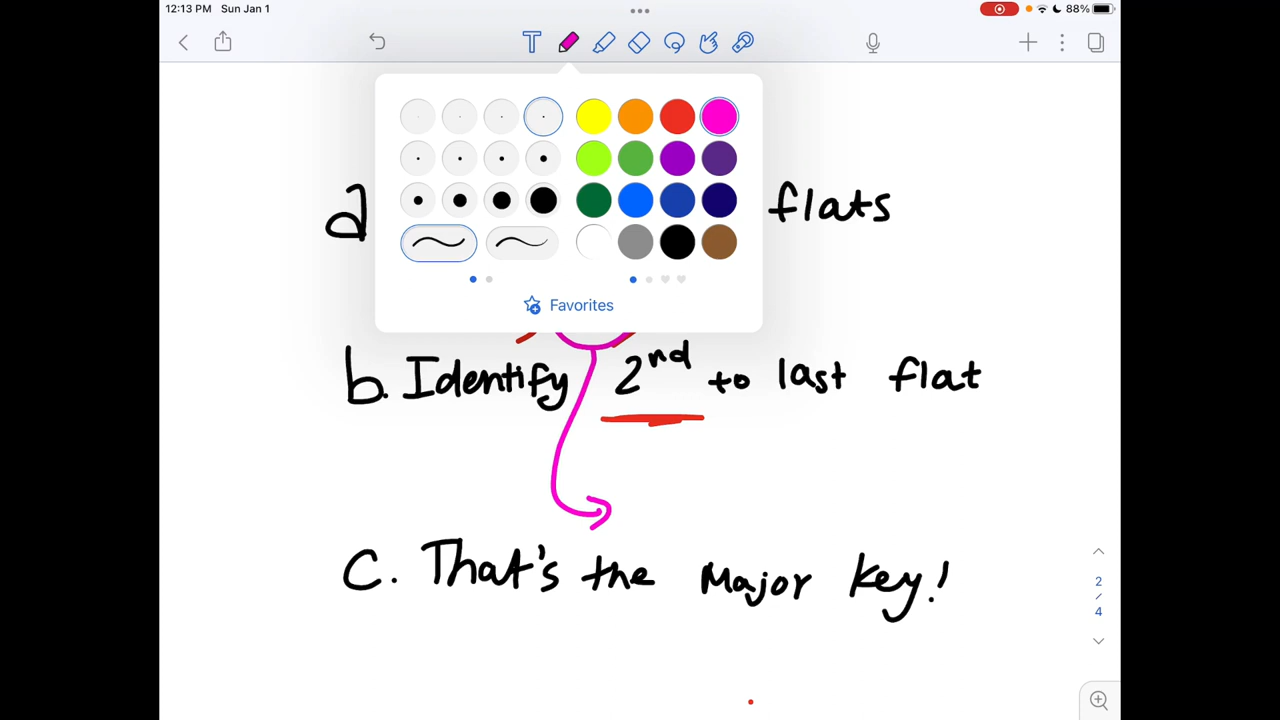 12:13 PM Sun Jan 1 88%
T
Favorites
a flats
b. Identify 2nd to last flat
c. That's the Major key!
2
/
4